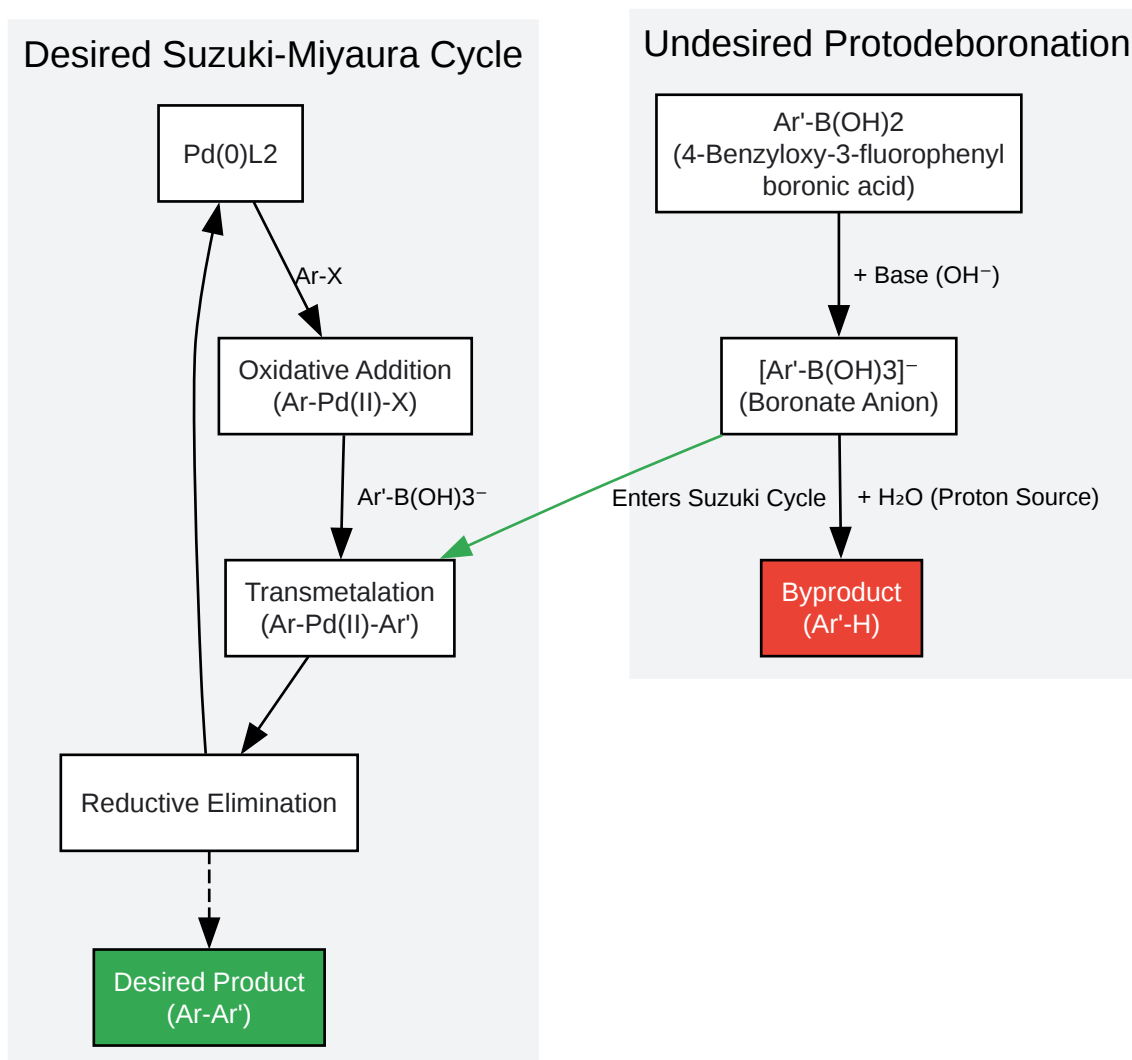 Desired Suzuki-Miyaura Cycle
Pd(0)L2
Ar-X
Oxidative Addition
(Ar-Pd(II)-X)
Ar'-B(OH)3⁻
Transmetalation
(Ar-Pd(II)-Ar')
Reductive Elimination
Desired Product
(Ar-Ar')
Undesired Protodeboronation
Ar'-B(OH)2
(4-Benzyloxy-3-fluorophenyl
boronic acid)
+ Base (OH⁻)
[Ar'-B(OH)3]⁻
(Boronate Anion)
Enters Suzuki Cycle
+ H₂O (Proton Source)
Byproduct
(Ar'-H)